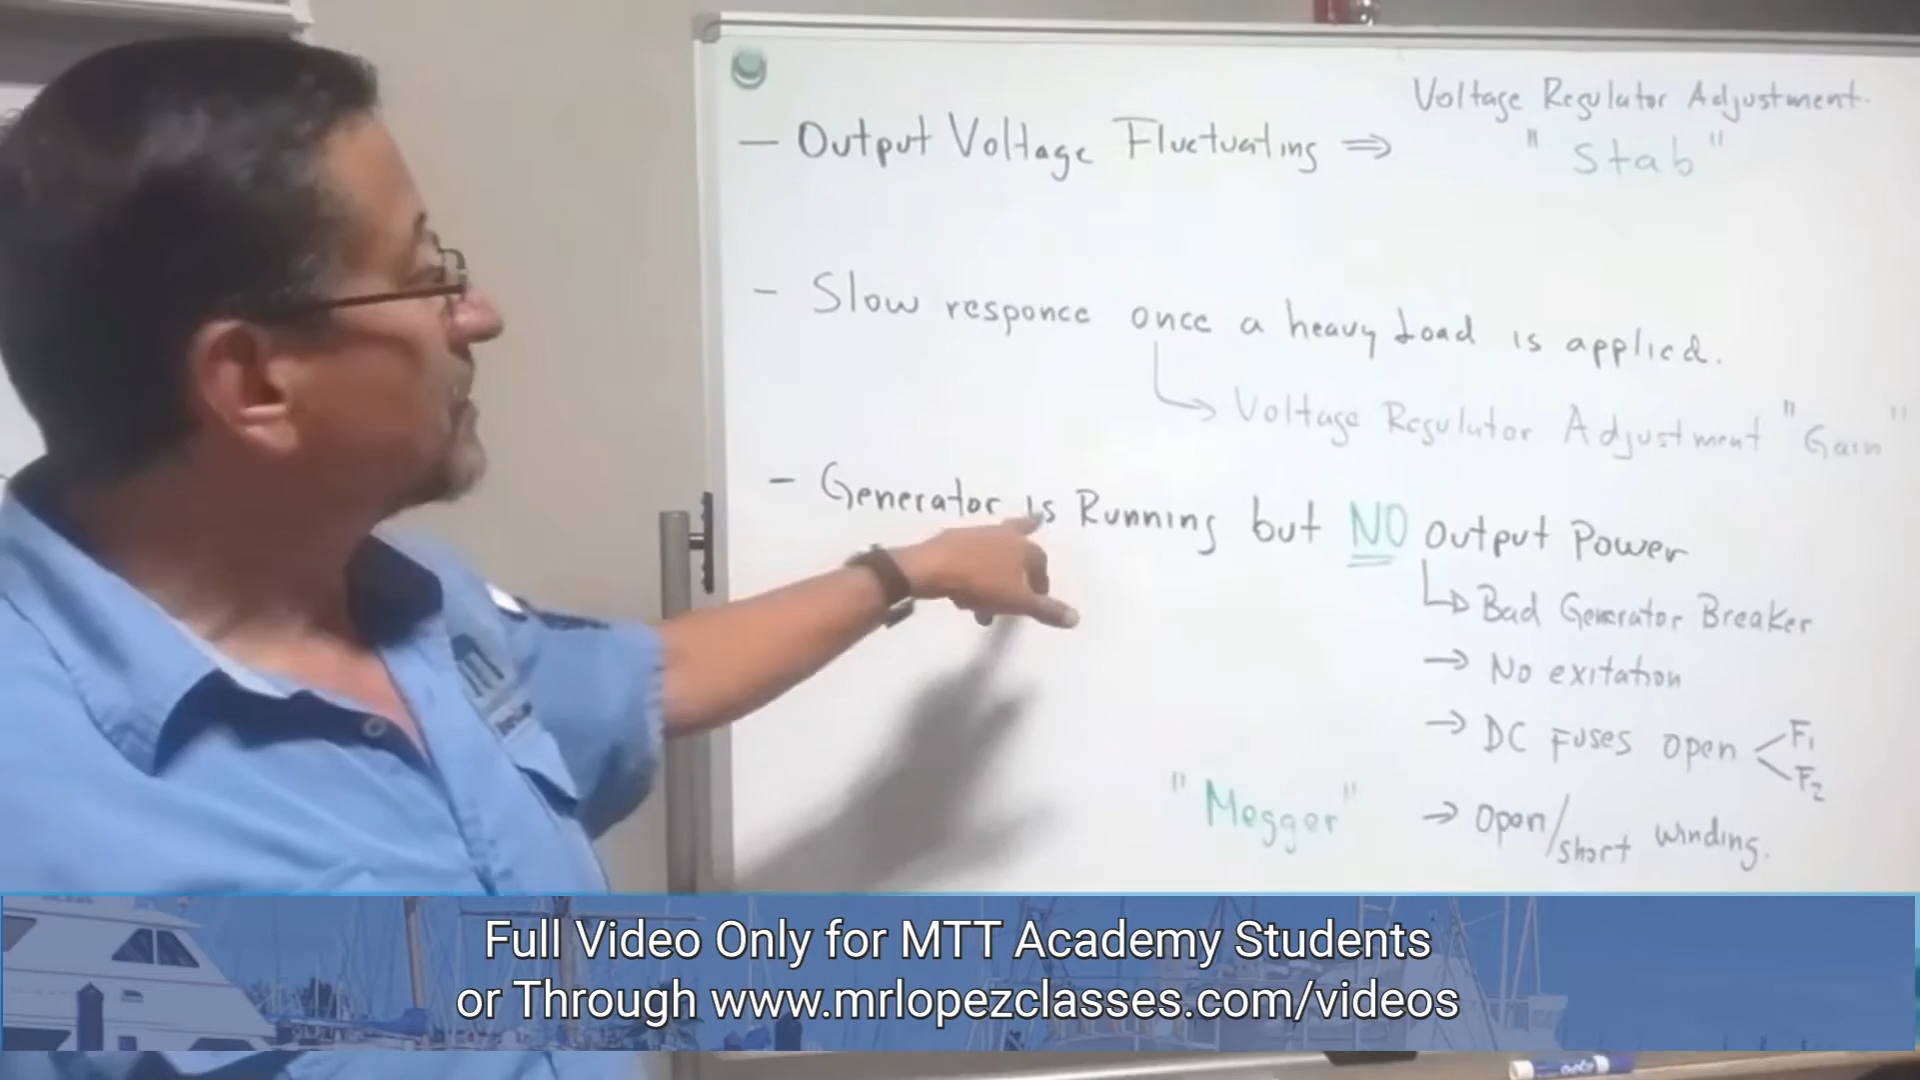 Voltage Regulator Adjustment.
— Output Voltage Fluctuating ⇒ "Stab"
- Slow responce once a heavy Load is applied.
↳ Voltage Regulator Adjustment "Gain"
- Generator is Running but NO Output Power
↳ Bad Generator Breaker
→ No exitation
→ DC Fuses open < F1
F2
"Megger" → Open/short winding.
Full Video Only for MTT Academy Students
or Through www.mrlopezclasses.com/videos